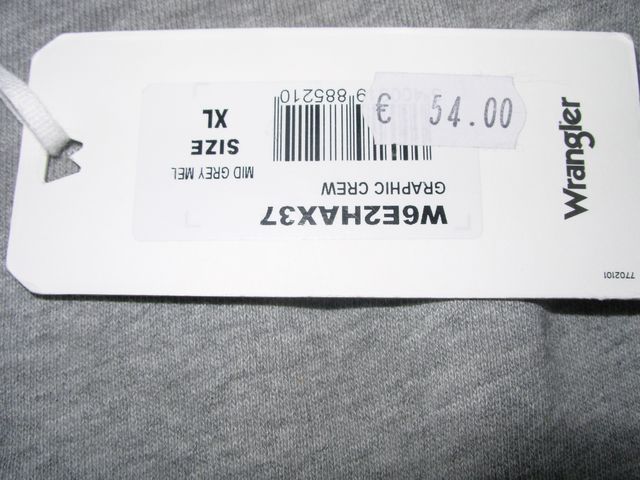 Wrangler
7702101
€ 54.00
W6E2HAX37
GRAPHIC CREW
MID GREY MEL
SIZE
XL
885210